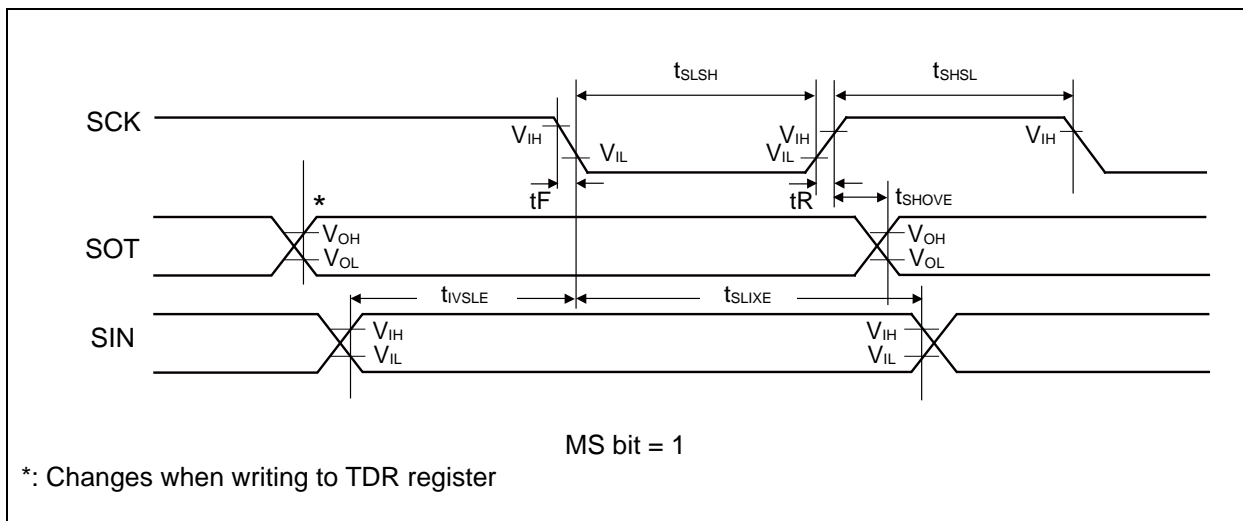 tSLSH tSHSL
SCK VIH VIL VIH VIL VIH
tF tR tSHOVE
*
SOT VOH VOL VOH VOL
tIVSLE tSLIXE
SIN VIH VIL VIH VIL
MS bit = 1
*: Changes when writing to TDR register